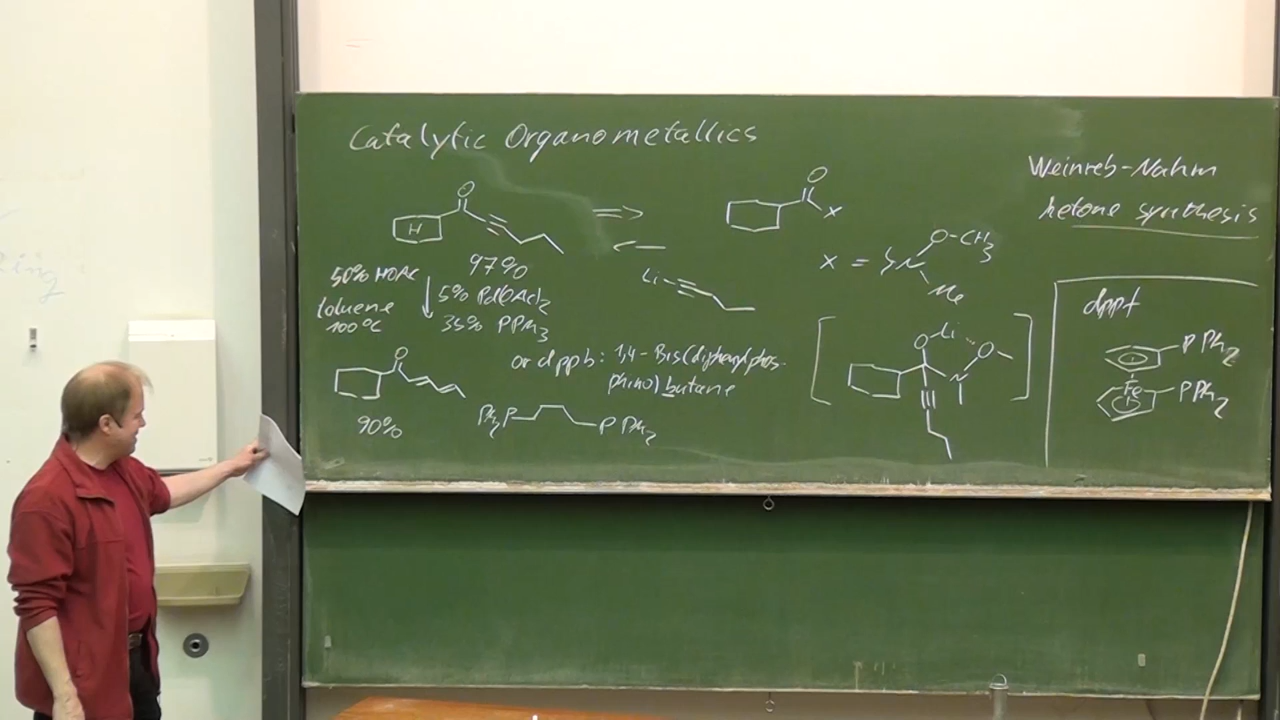 Catalytic Organometallics
Weinreb-Nahm
ketone synthesis
O
H
97%
O
X
X = N
O-CH3
Me
Li
50% HOAc
toluene
100°C
5% Pd(OAc)2
35% PPh3
or dppb: 1,4-Bis(diphenylphos-
phino)butane
O
90%
Ph2P
PPh2
O
Li
O
N
dppf
PPh2
Fe
PPh2